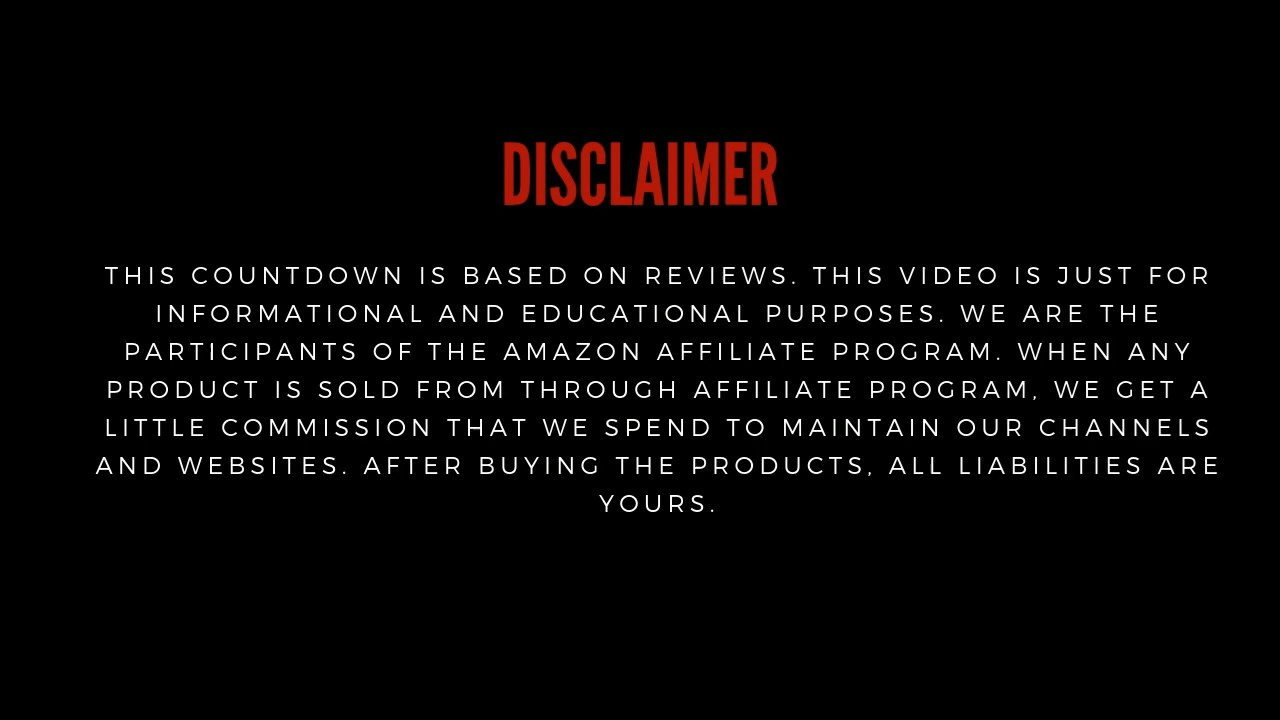 DISCLAIMER
THIS COUNTDOWN IS BASED ON REVIEWS. THIS VIDEO IS JUST FOR
INFORMATIONAL AND EDUCATIONAL PURPOSES. WE ARE THE
PARTICIPANTS OF THE AMAZON AFFILIATE PROGRAM. WHEN ANY
PRODUCT IS SOLD FROM THROUGH AFFILIATE PROGRAM, WE GET A
LITTLE COMMISSION THAT WE SPEND TO MAINTAIN OUR CHANNELS
AND WEBSITES. AFTER BUYING THE PRODUCTS, ALL LIABILITIES ARE
YOURS.